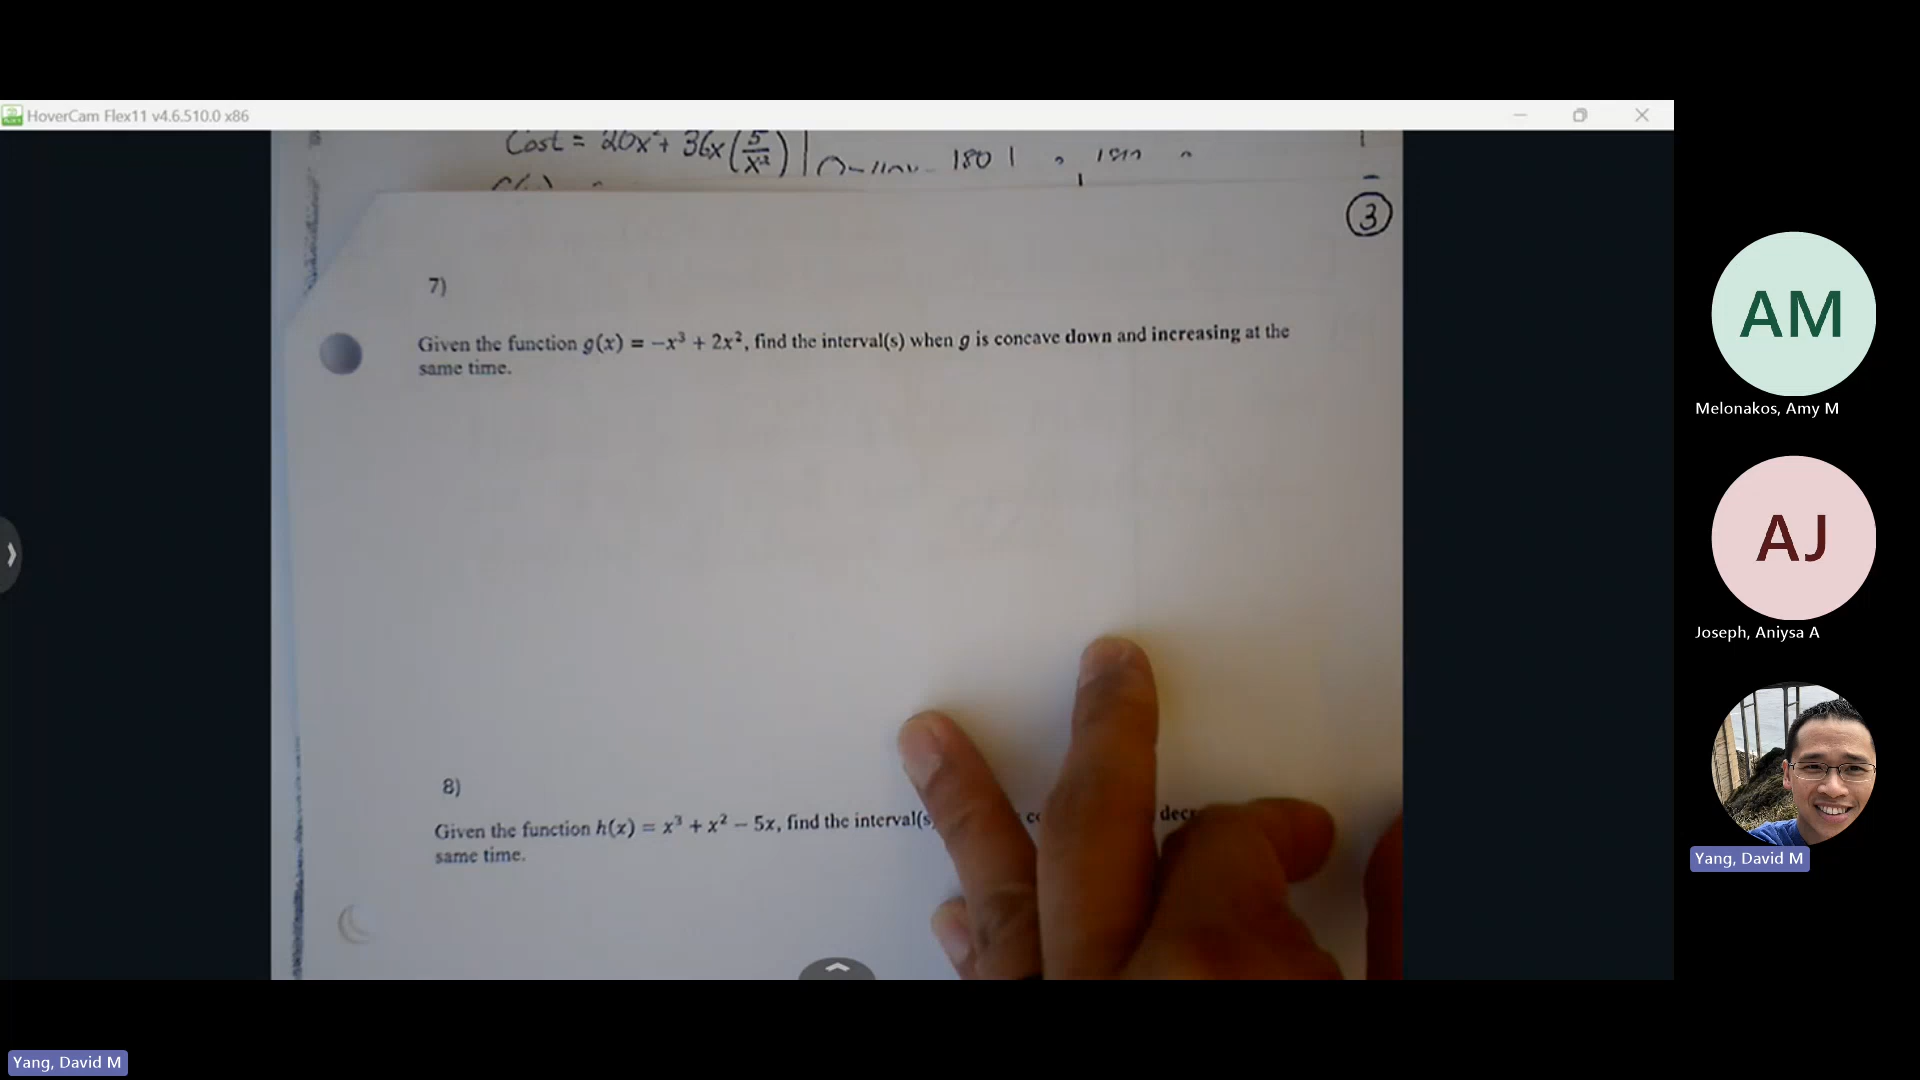 HoverCam Flex11 v4.6.510.0 x86
Cost = 20x² + 36x(5/x²)
180
3
7)
Given the function g(x) = −x³ + 2x², find the interval(s) when g is concave down and increasing at the
same time.
8)
Given the function h(x) = x³ + x² − 5x, find the interval(s
same time.
AM
Melonakos, Amy M
AJ
Joseph, Aniysa A
Yang, David M
Yang, David M